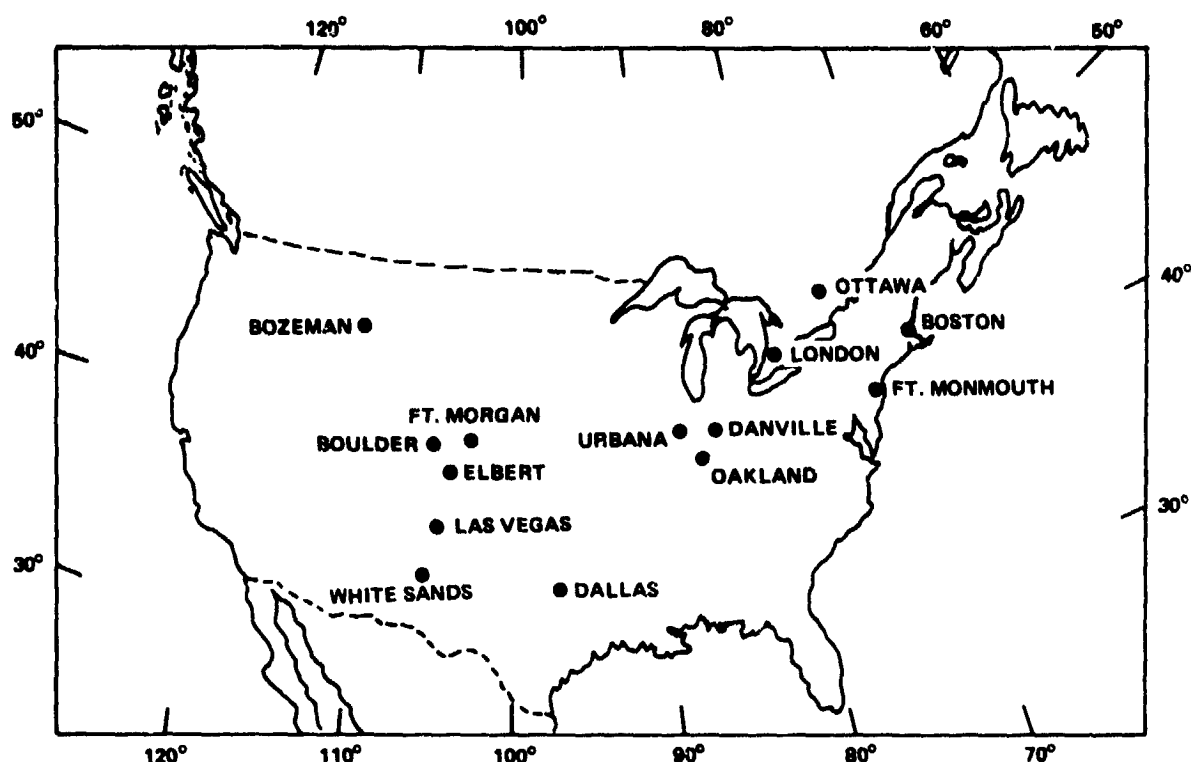 120° 100° 80° 60° 50°
50°
OTTAWA
40°
BOZEMAN
BOSTON
40°
LONDON
FT. MONMOUTH
FT. MORGAN
BOULDER
URBANA
DANVILLE
ELBERT
OAKLAND
30°
LAS VEGAS
30°
WHITE SANDS
DALLAS
120° 110° 100° 90° 80° 70°